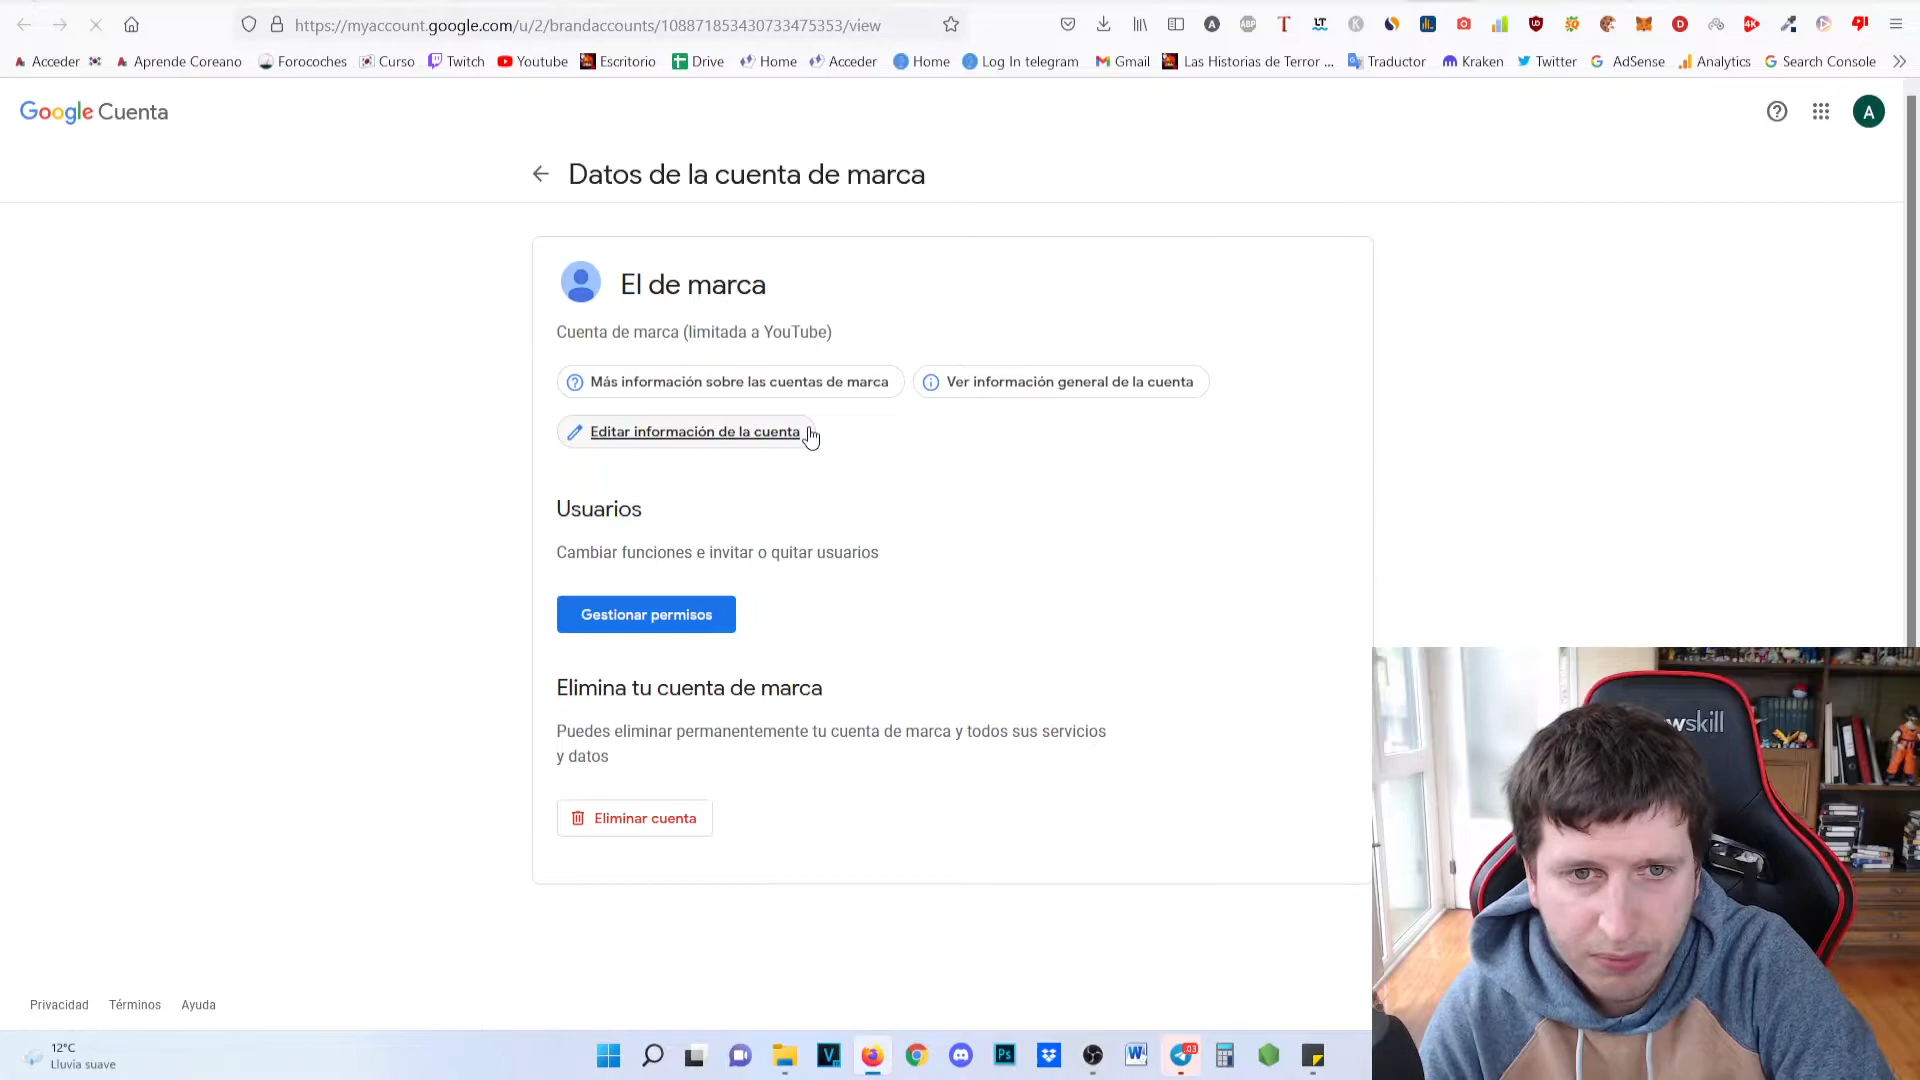 https://myaccount.google.com/u/2/brandaccounts/108871853430733475353/view
Acceder
Aprende Coreano
Forocoches
Curso
Twitch
Youtube
Escritorio
Drive
Home
Acceder
Home
Log In telegram
Gmail
Las Historias de Terror ...
Traductor
Kraken
Twitter
AdSense
Analytics
Search Console
Google Cuenta
A
Datos de la cuenta de marca
El de marca
Cuenta de marca (limitada a YouTube)
Más información sobre las cuentas de marca
Ver información general de la cuenta
Editar información de la cuenta
Usuarios
Cambiar funciones e invitar o quitar usuarios
Gestionar permisos
Elimina tu cuenta de marca
Puedes eliminar permanentemente tu cuenta de marca y todos sus servicios
y datos
Eliminar cuenta
wskill
Privacidad
Términos
Ayuda
12°C
Lluvia suave
Ps
03